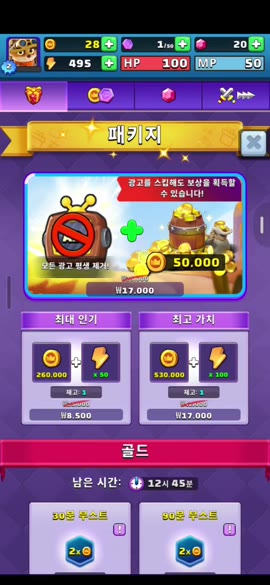 28
1/50
20
2
495
HP 100
MP 50
패키지
광고를 스킵해도 보상을 획득할
수 있습니다!
모든 광고 평생 제거!
50,000
₩17,000
최대 인기
최고 가치
260,000
x 50
530,000
x 100
재고: 1
재고: 1
₩8,500
₩17,000
골드
남은 시간: 12시 45분
30분 부스트
90분 부스트
2x
2x